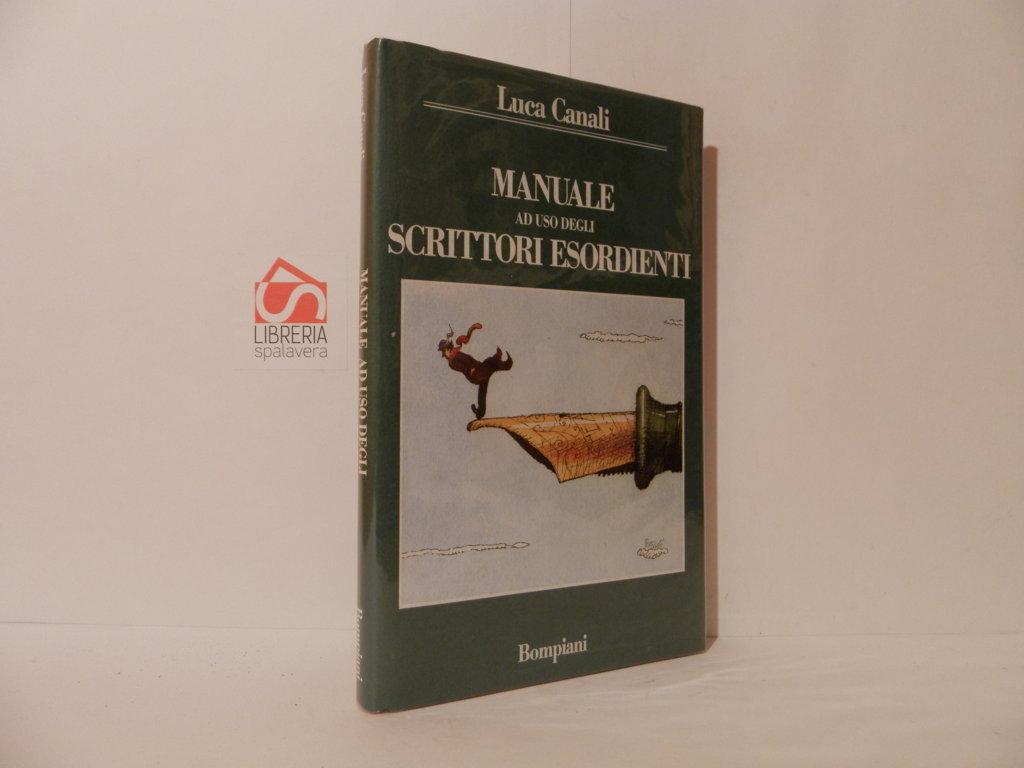 Luca Canali
MANUALE
AD USO DEGLI
SCRITTORI ESORDIENTI
Bompiani
MANUALE AD USO DEGLI
Bompiani
LIBRERIA
spalavera